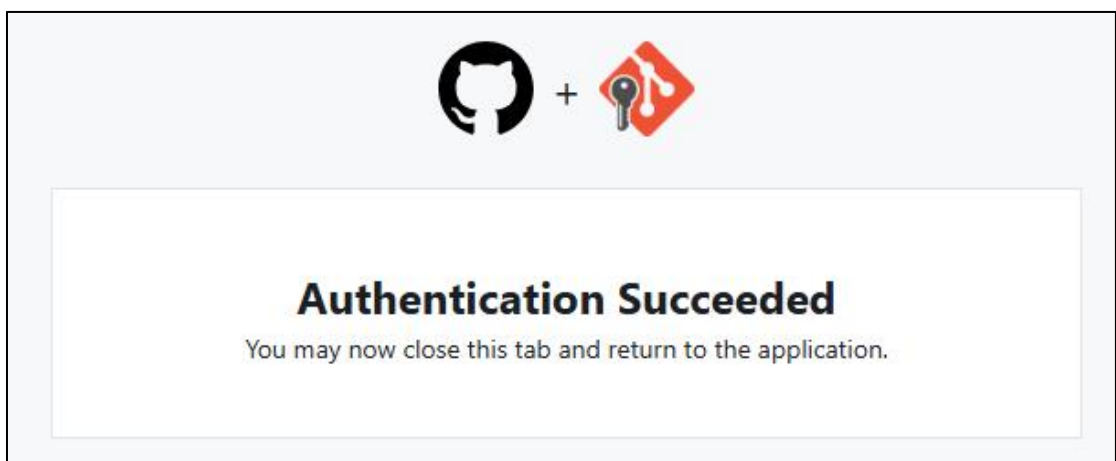 +
Authentication Succeeded
You may now close this tab and return to the application.